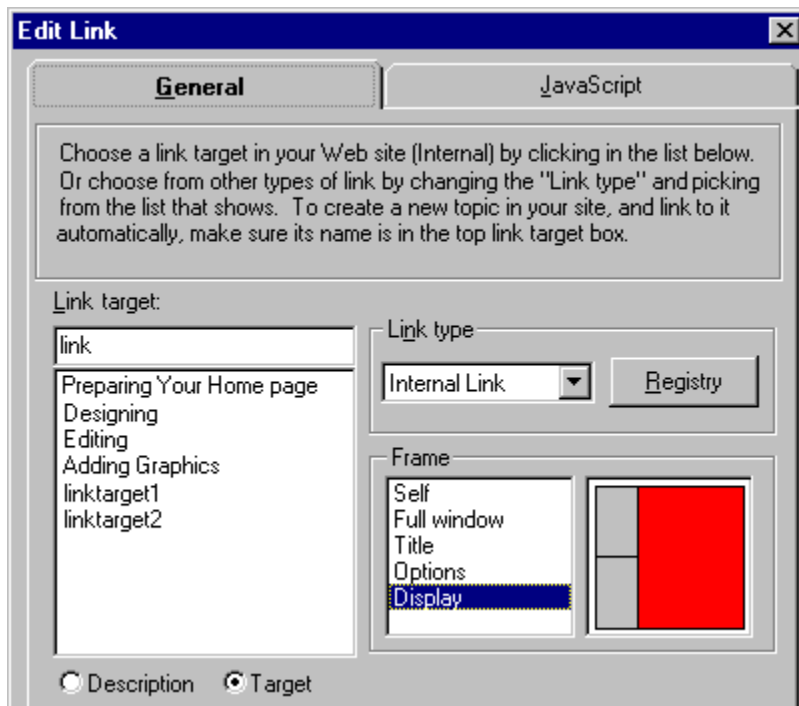 Edit Link
General
JavaScript
Choose a link target in your Web site (Internal) by clicking in the list below.
Or choose from other types of link by changing the "Link type" and picking
from the list that shows.  To create a new topic in your site, and link to it
automatically, make sure its name is in the top link target box.
Link target:
link
Preparing Your Home page
Designing
Editing
Adding Graphics
linktarget1
linktarget2
Description
Target
Link type
Internal Link
Registry
Frame
Self
Full window
Title
Options
Display